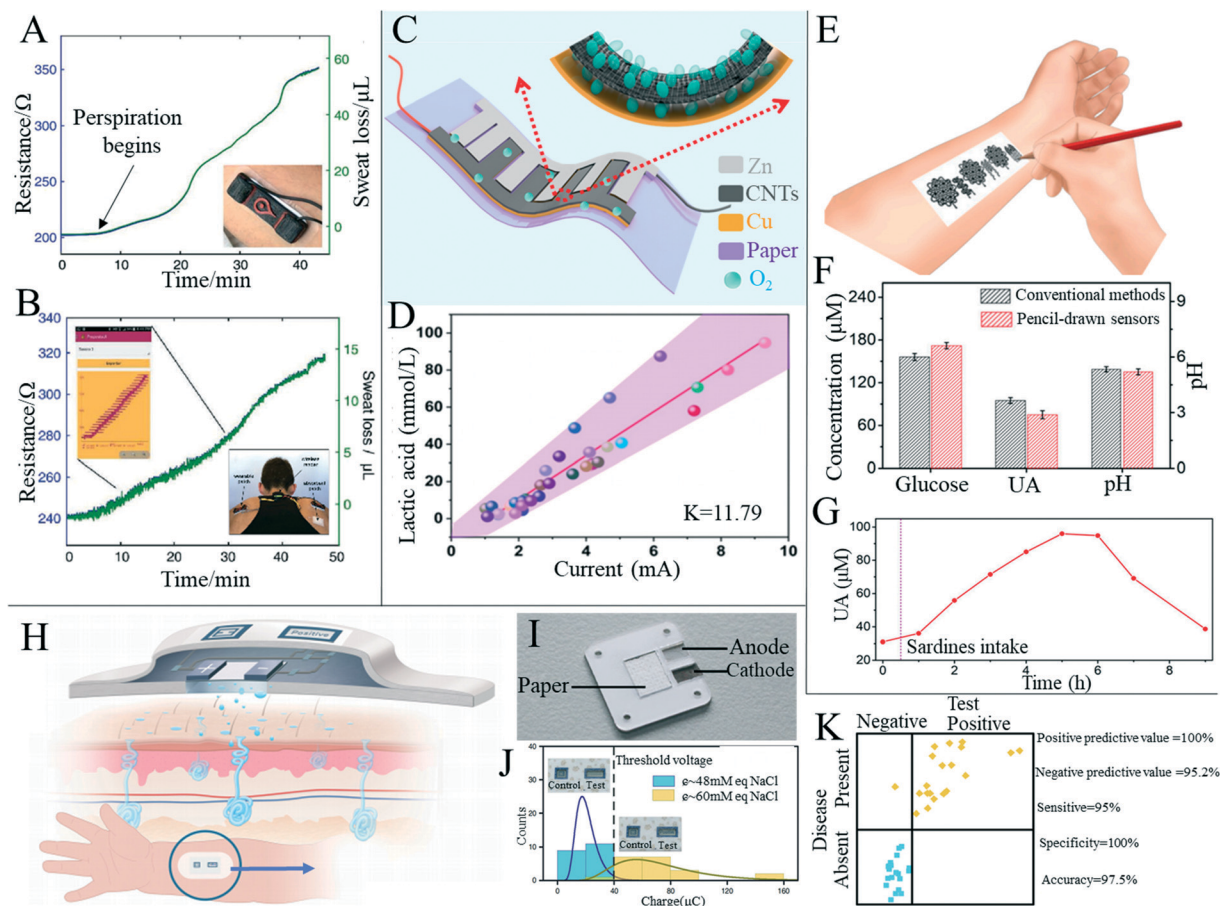 A
Resistance/Ω
350
300
250
200
Perspiration
begins
60
40
20
0
Sweat loss/μL
0
10
20
30
40
Time/min
B
Resistance/Ω
340
320
300
280
260
240
15
10
5
0
Sweat loss / μL
0
10
20
30
40
50
Time/min
C
Zn
CNTs
Cu
Paper
O₂
D
Lactic acid (mmol/L)
100
80
60
40
20
0
K=11.79
0
2
4
6
8
10
Current (mA)
E
F
Concentration (μM)
240
180
120
60
0
Conventional methods
Pencil-drawn sensors
9
6
3
0
pH
Glucose
UA
pH
G
UA (μM)
100
80
60
40
20
Sardines intake
0
2
4
6
8
Time (h)
H
Positive
I
Anode
Cathode
Paper
J
Threshold voltage
ø~48mM eq NaCl
ø~60mM eq NaCl
Control Test
Control Test
Counts
40
30
20
10
0
0
40
80
120
160
Charge(μC)
K
Test
Negative
Positive
Disease
Present
Absent
Positive predictive value =100%
Negative predictive value =95.2%
Sensitive=95%
Specificity=100%
Accuracy=97.5%